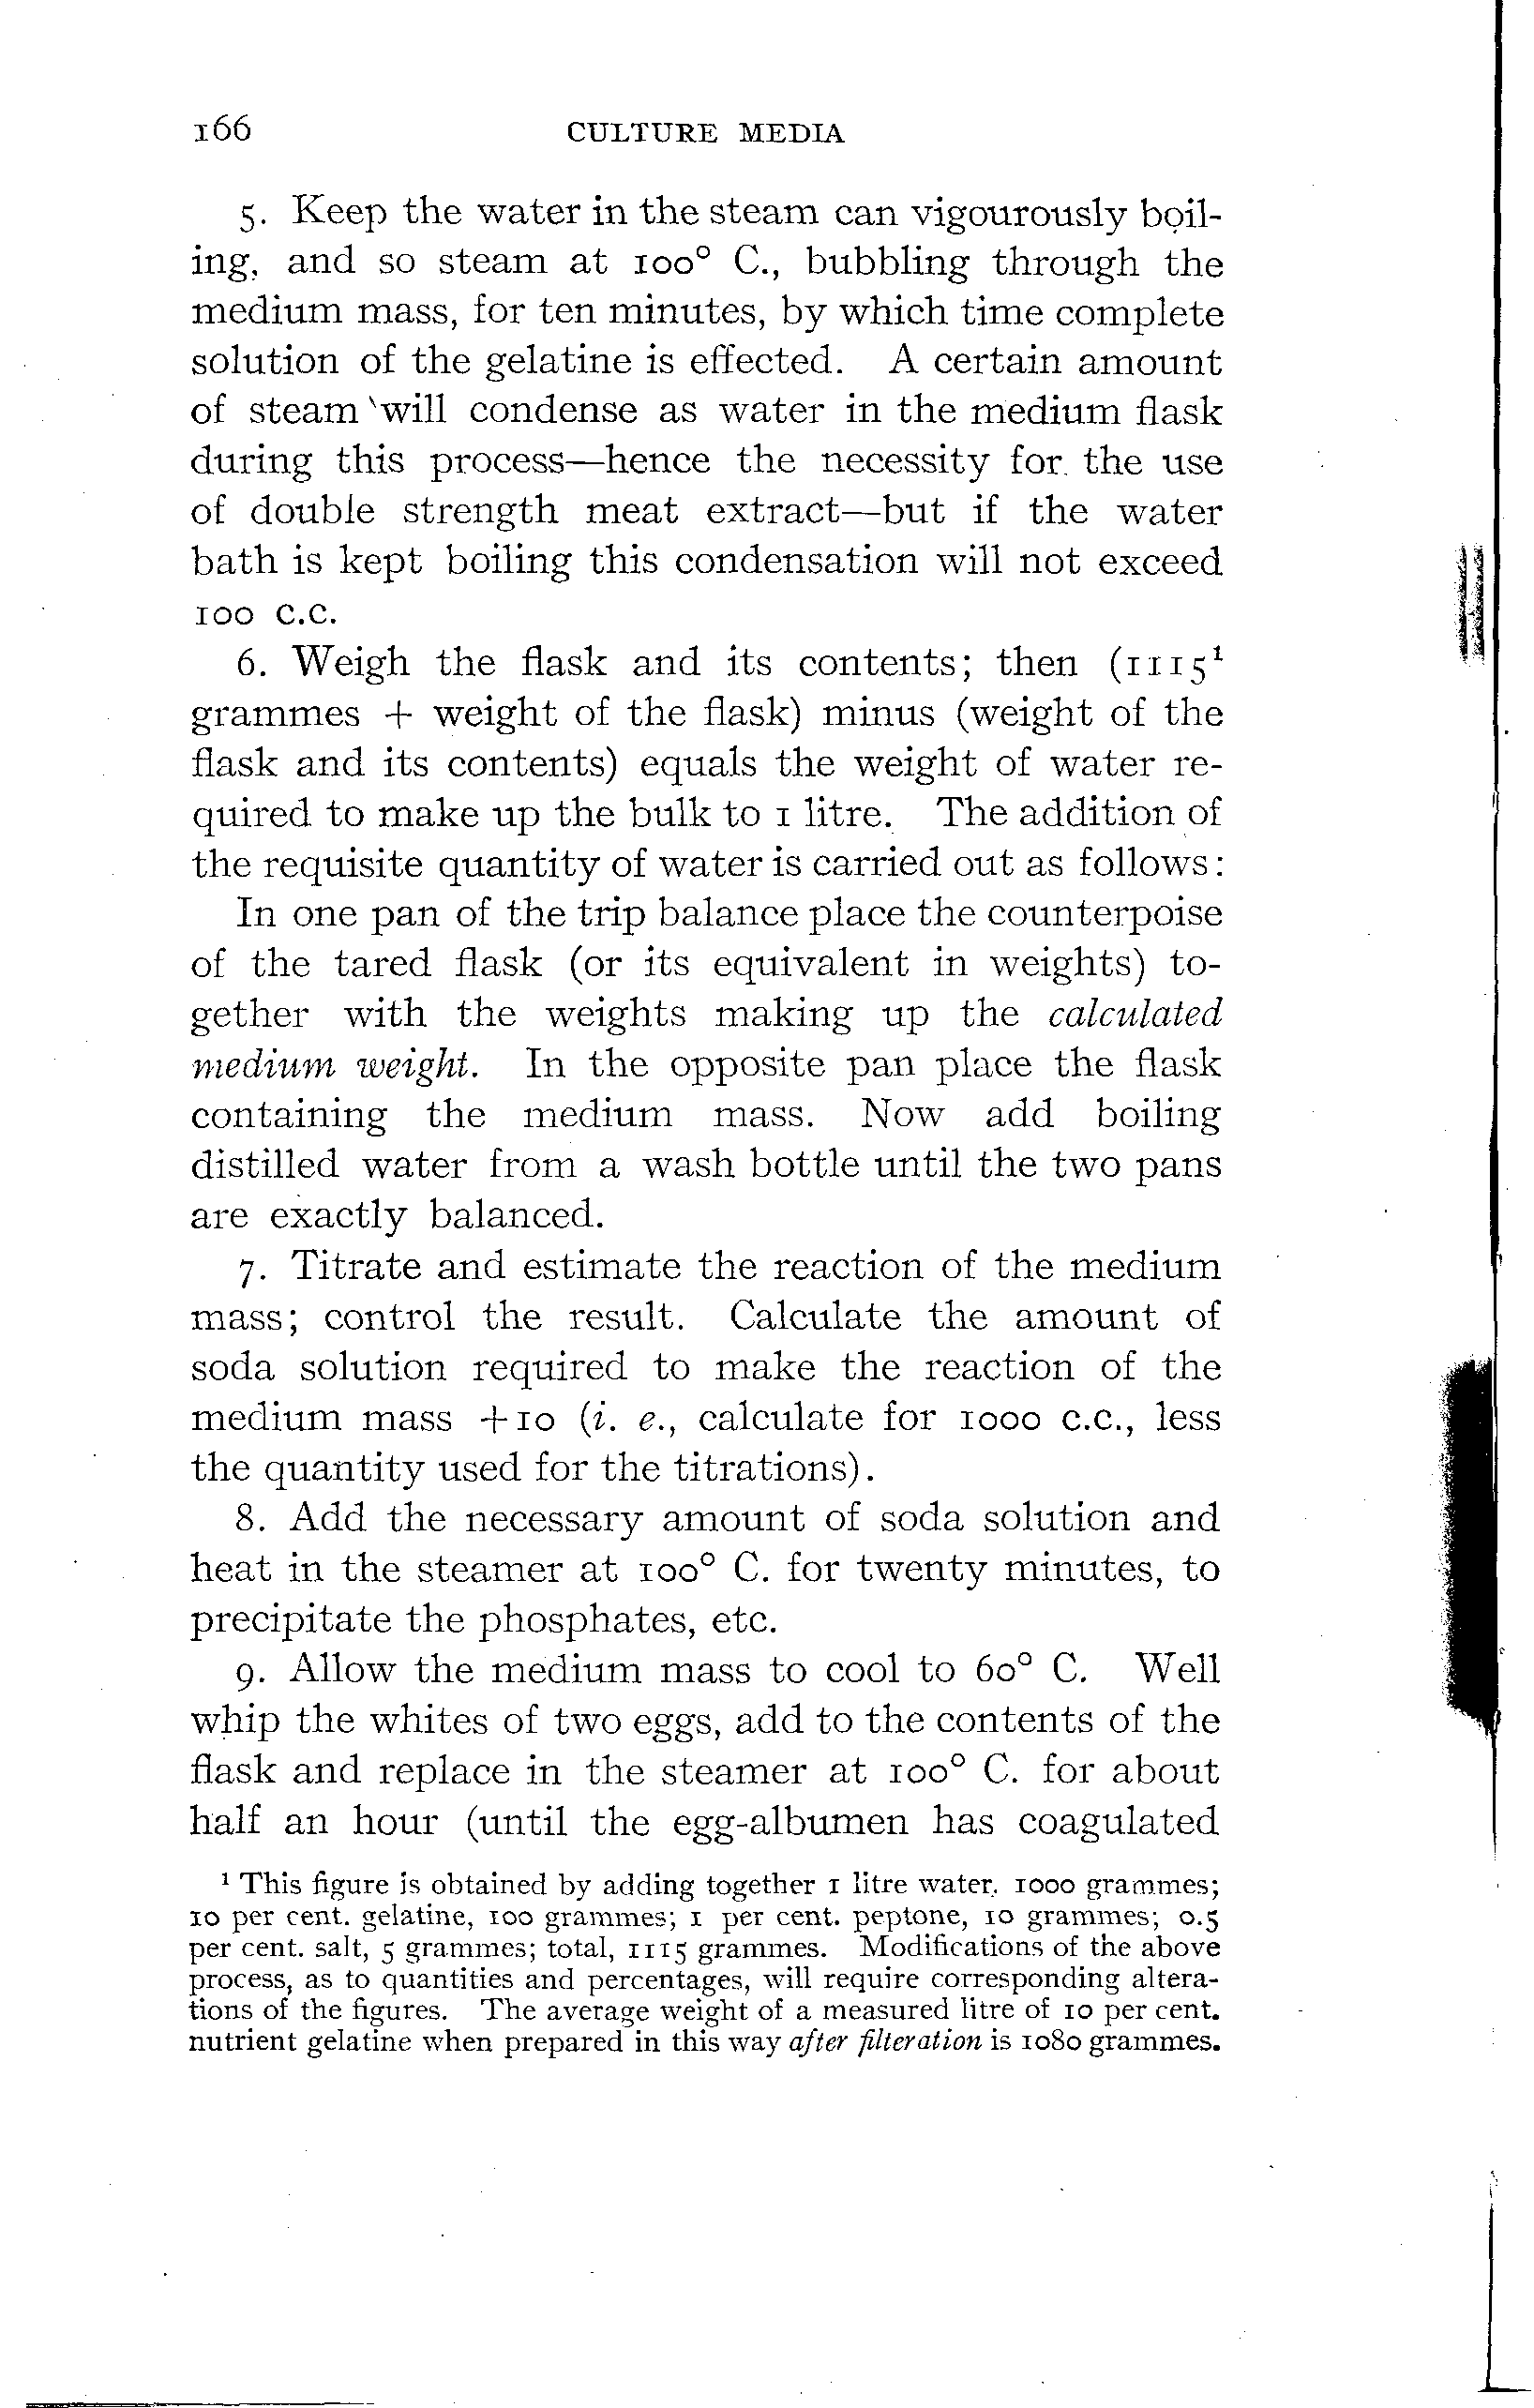 166 CULTURE MEDIA
5. Keep the water in the steam can vigourously boil-
ing, and so steam at 100° C., bubbling through the
medium mass, for ten minutes, by which time complete
solution of the gelatine is effected. A certain amount
of steam will condense as water in the medium flask
during this process—hence the necessity for the use
of double strength meat extract—but if the water
bath is kept boiling this condensation will not exceed
100 c.c.
6. Weigh the flask and its contents; then (1115¹
grammes + weight of the flask) minus (weight of the
flask and its contents) equals the weight of water re-
quired to make up the bulk to 1 litre. The addition of
the requisite quantity of water is carried out as follows:
In one pan of the trip balance place the counterpoise
of the tared flask (or its equivalent in weights) to-
gether with the weights making up the calculated
medium weight. In the opposite pan place the flask
containing the medium mass. Now add boiling
distilled water from a wash bottle until the two pans
are exactly balanced.
7. Titrate and estimate the reaction of the medium
mass; control the result. Calculate the amount of
soda solution required to make the reaction of the
medium mass +10 (i. e., calculate for 1000 c.c., less
the quantity used for the titrations).
8. Add the necessary amount of soda solution and
heat in the steamer at 100° C. for twenty minutes, to
precipitate the phosphates, etc.
9. Allow the medium mass to cool to 60° C. Well
whip the whites of two eggs, add to the contents of the
flask and replace in the steamer at 100° C. for about
half an hour (until the egg-albumen has coagulated
¹ This figure is obtained by adding together 1 litre water, 1000 grammes;
10 per cent. gelatine, 100 grammes; 1 per cent. peptone, 10 grammes; 0.5
per cent. salt, 5 grammes; total, 1115 grammes. Modifications of the above
process, as to quantities and percentages, will require corresponding altera-
tions of the figures. The average weight of a measured litre of 10 per cent.
nutrient gelatine when prepared in this way after filteration is 1080 grammes.